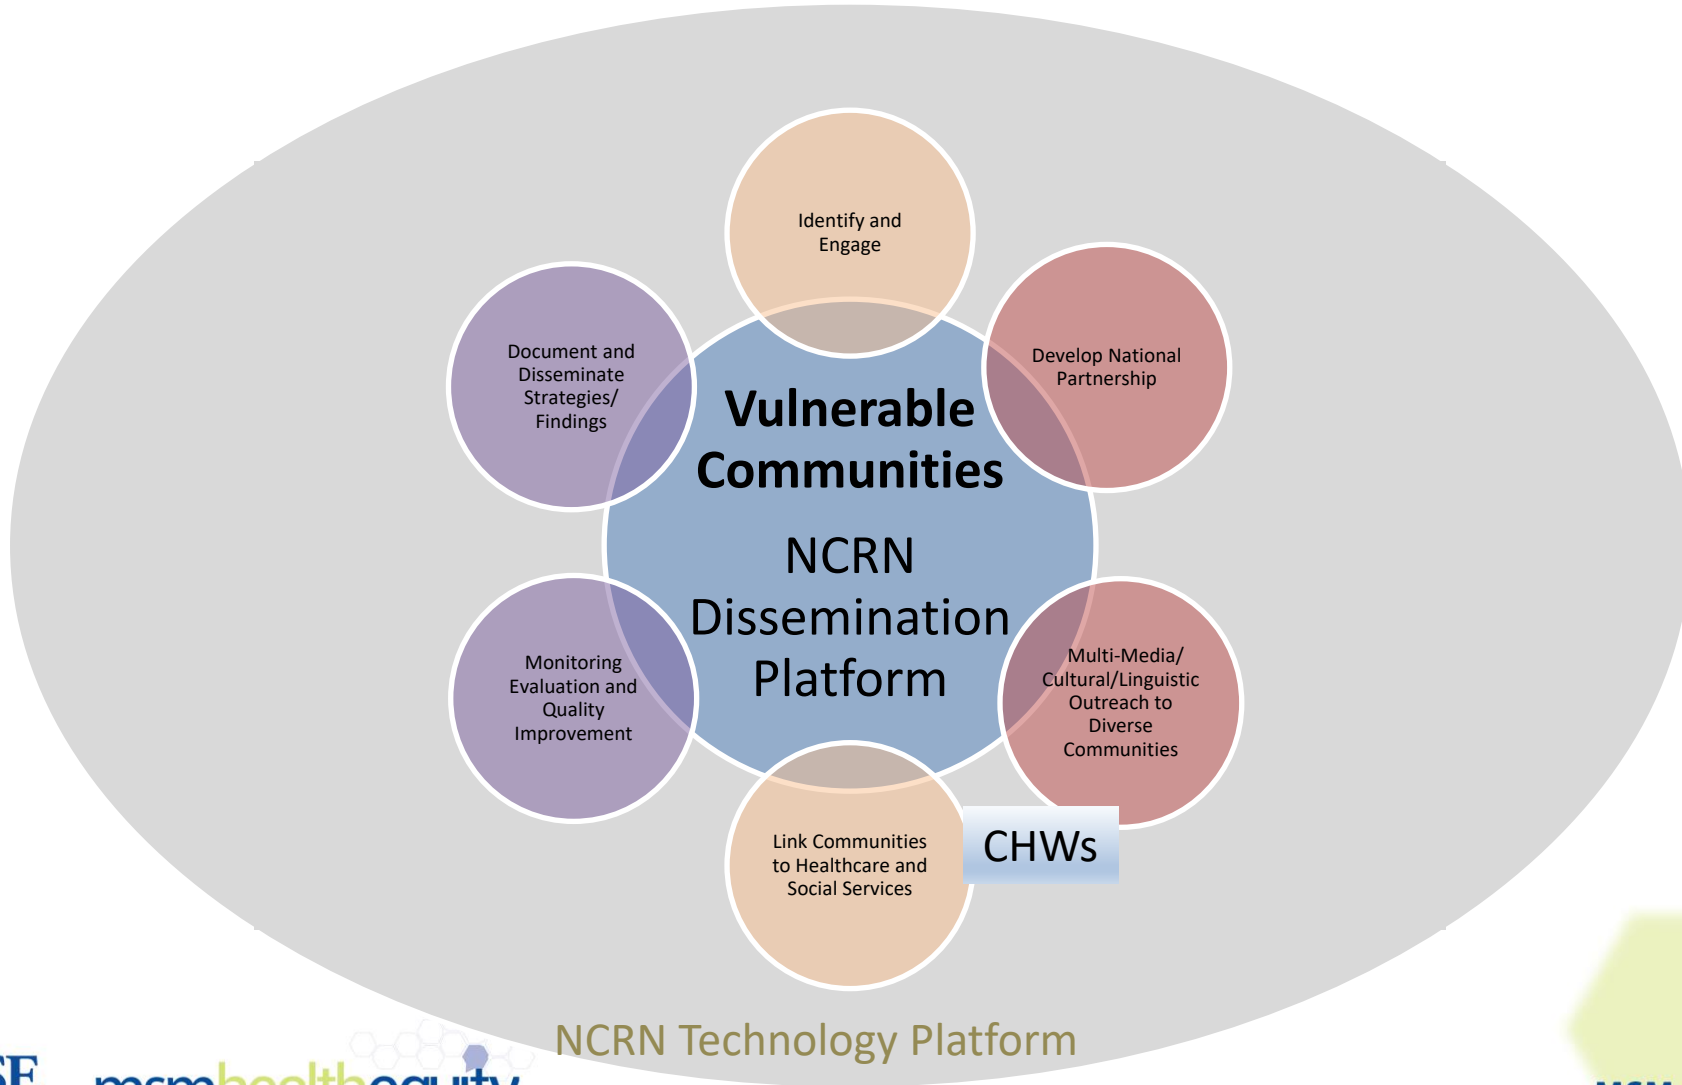 Identify and
Engage
Develop National
Partnership
Document and
Disseminate
Strategies/
Findings
Vulnerable
Communities
NCRN
Dissemination
Platform
Multi-Media/
Cultural/Linguistic
Outreach to
Diverse
Communities
Monitoring
Evaluation and
Quality
Improvement
Link Communities
to Healthcare and
Social Services
CHWs
NCRN Technology Platform
msmhealthequity